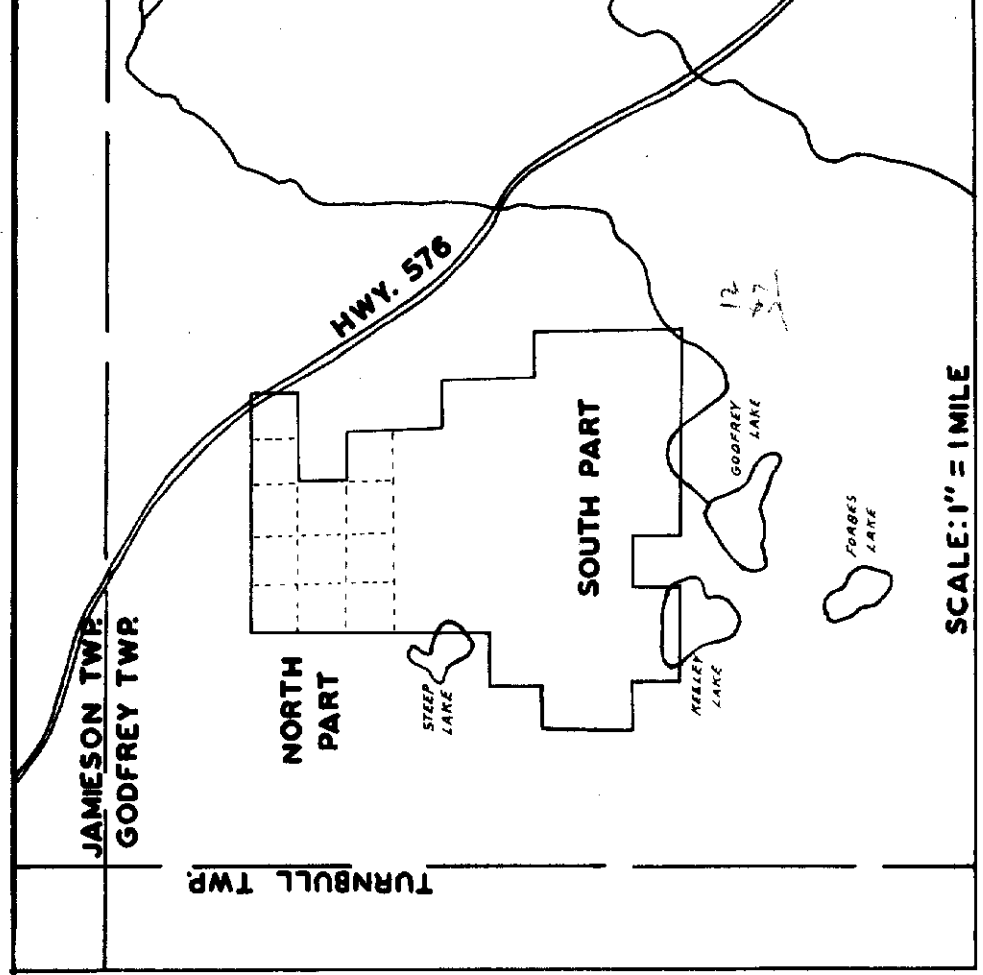 JAMIESON TWP.
GODFREY TWP.
HWY. 576
NORTH
PART
STEEP
LAKE
SOUTH PART
KELLEY
LAKE
GODFREY
LAKE
FORBES
LAKE
TURNBULL TWP.
SCALE: 1" = 1 MILE